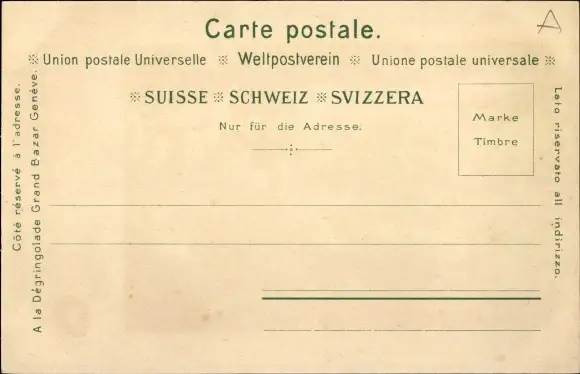 Carte postale.
A
※ Union postale Universelle ※ Weltpostverein ※ Unione postale universale ※
※ SUISSE ※ SCHWEIZ ※ SVIZZERA
Nur für die Adresse.
Marke
Timbre
Côté réservé à l'adresse.
A la Dégringolade Grand Bazar Genève.
Lato riservato all indirizzo.